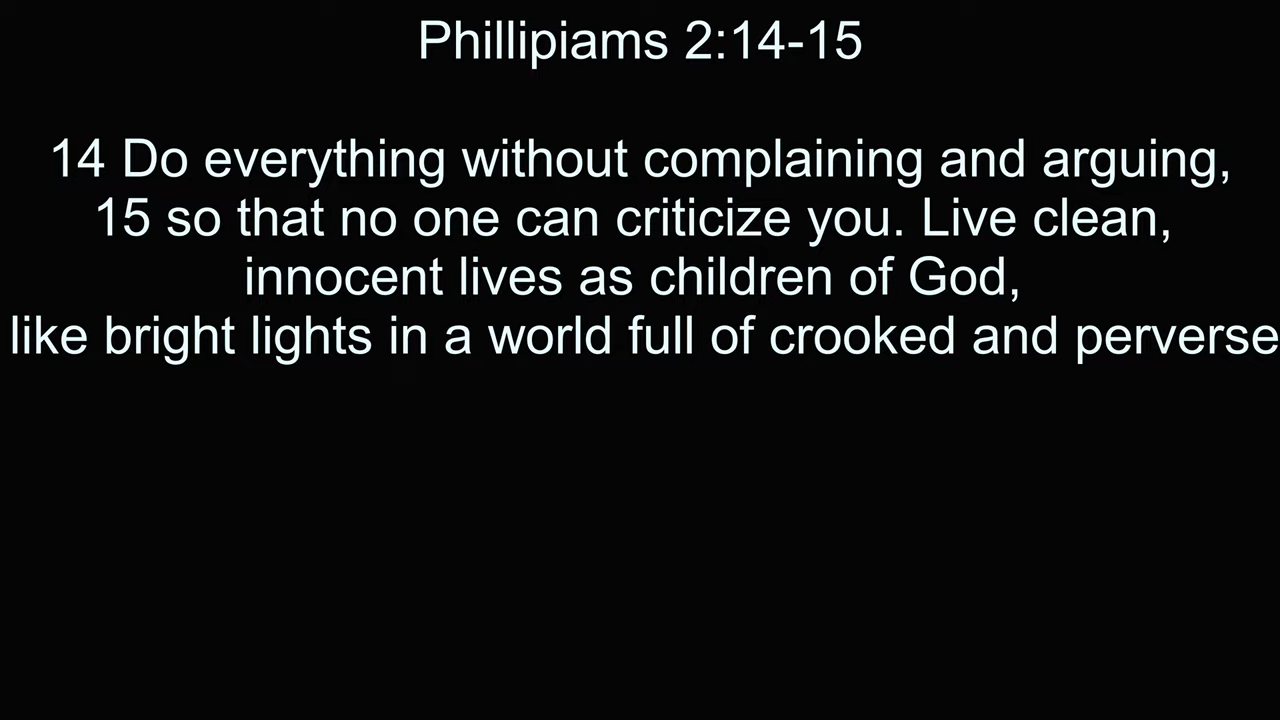 Phillipiams 2:14-15
14 Do everything without complaining and arguing,
15 so that no one can criticize you. Live clean,
innocent lives as children of God,
like bright lights in a world full of crooked and perverse